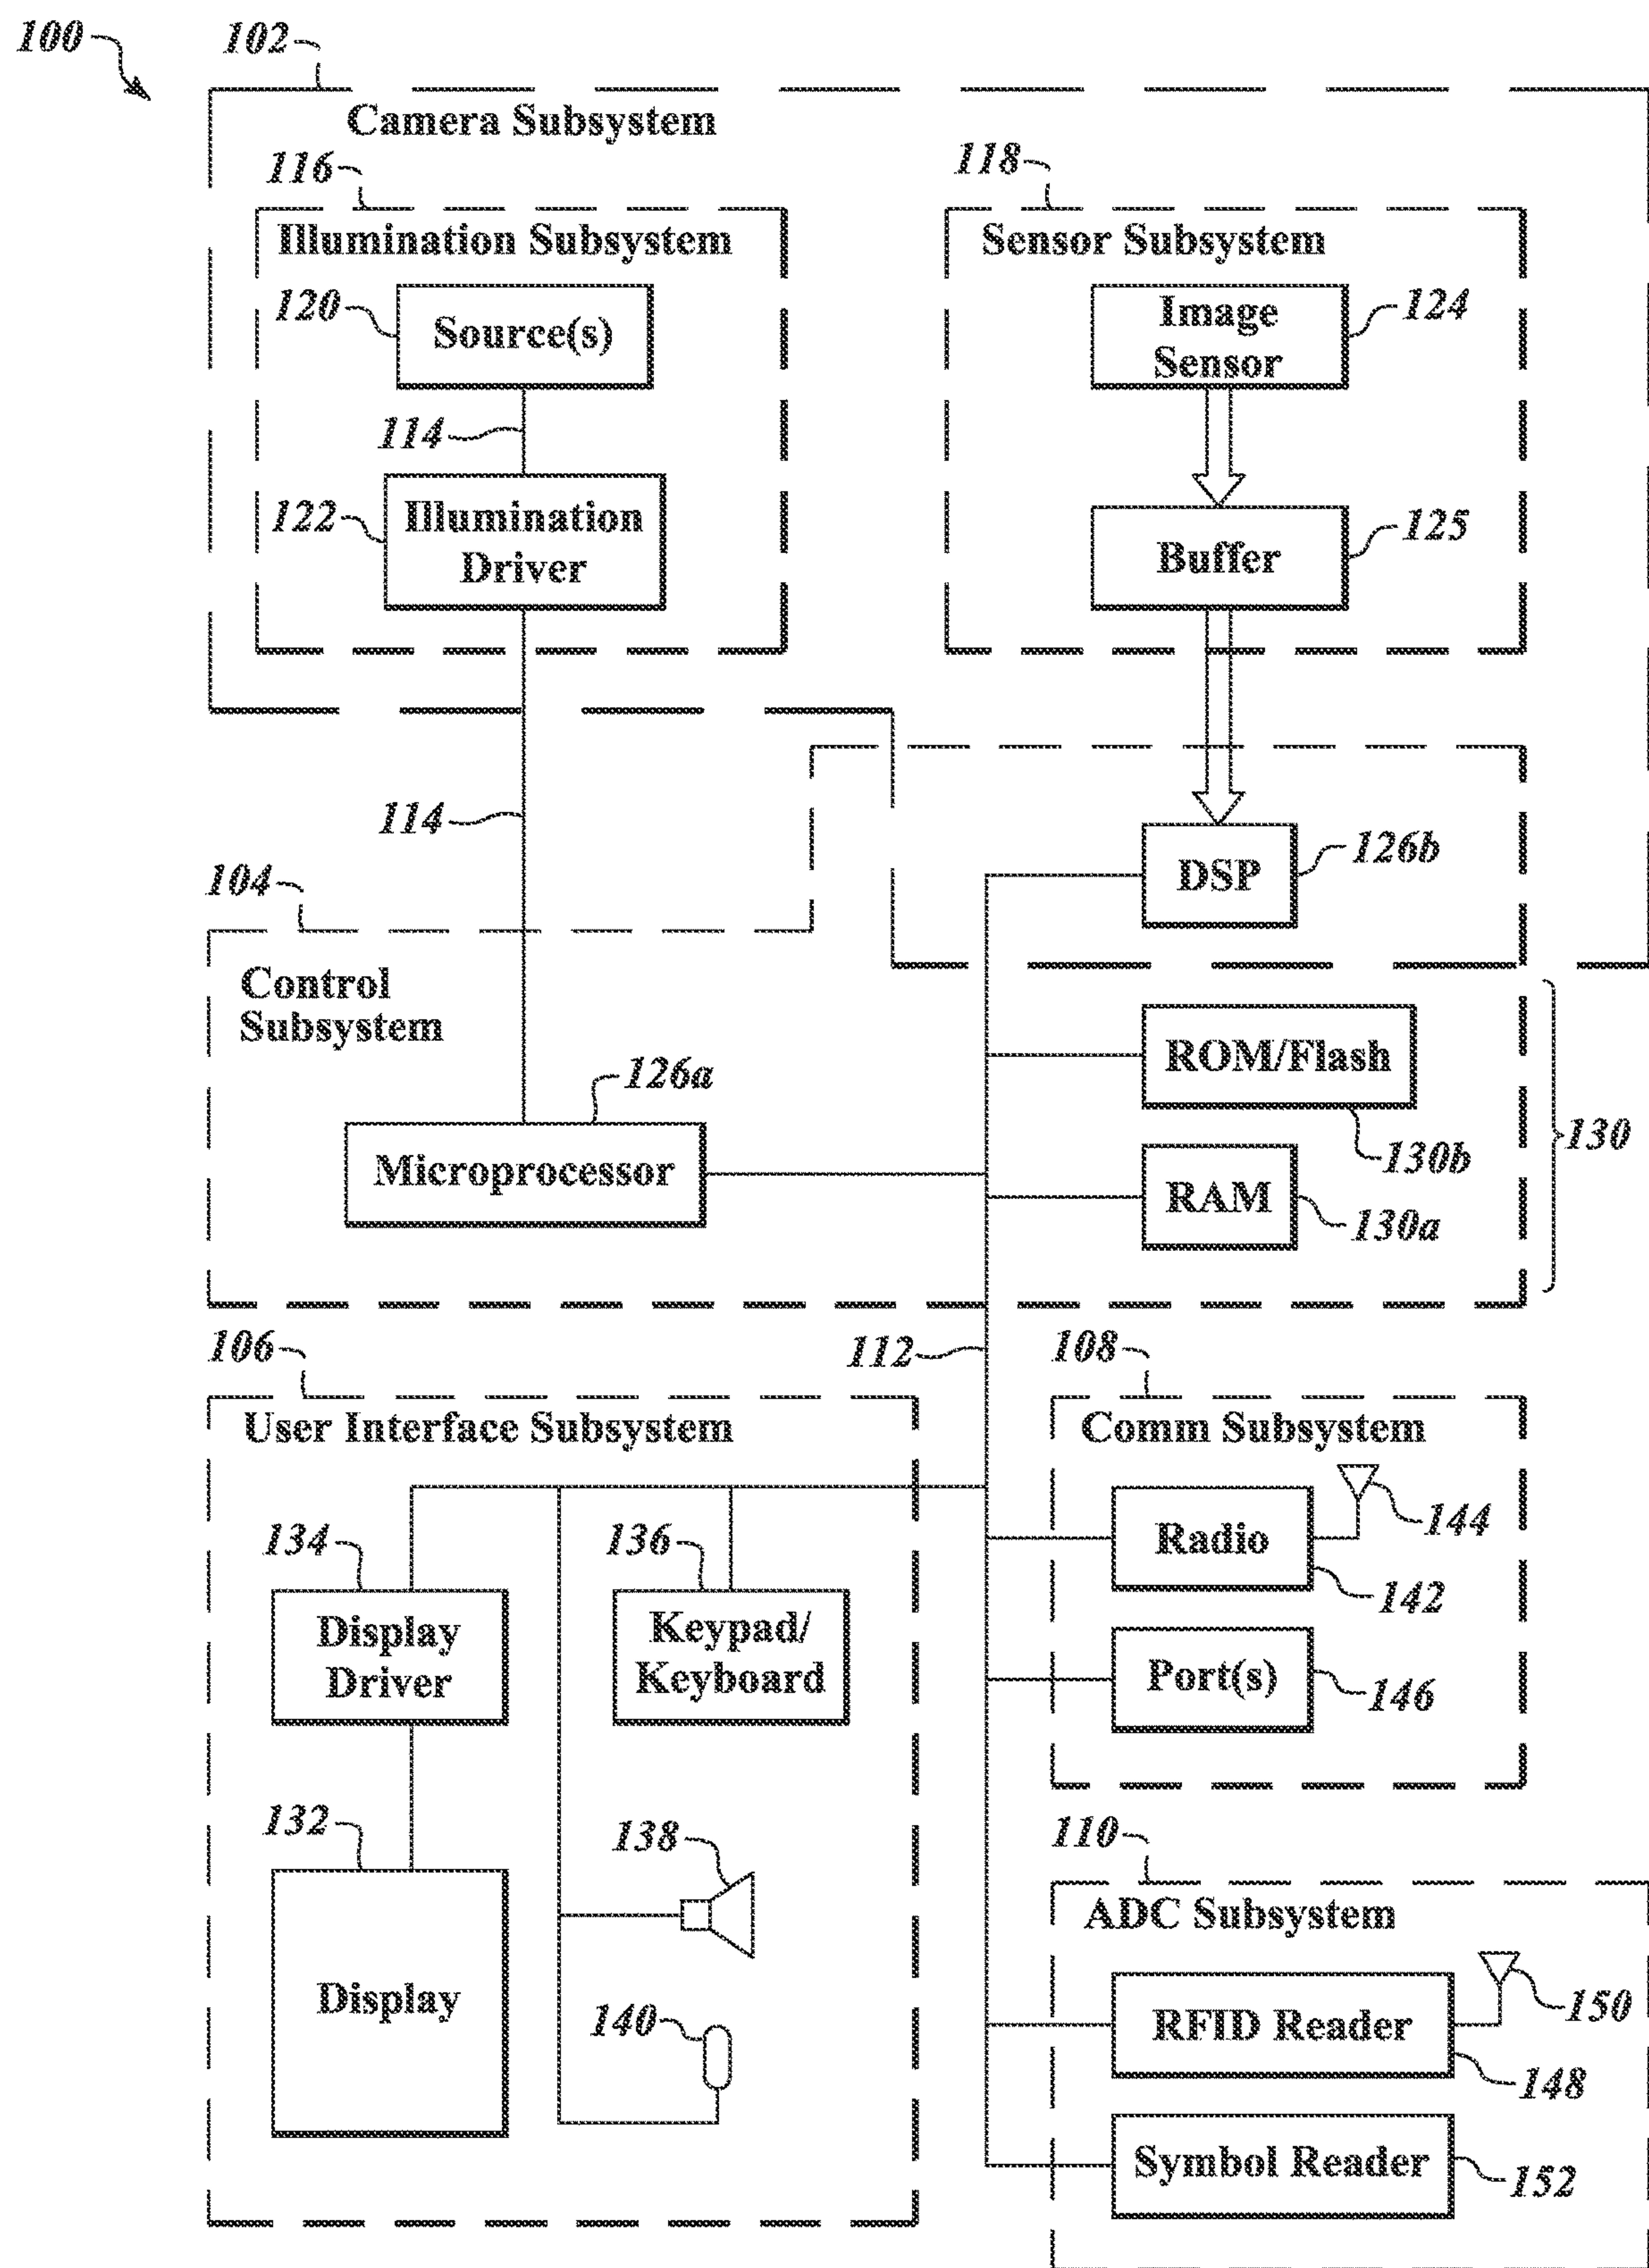 100
102
Camera Subsystem
116
118
Illumination Subsystem
Sensor Subsystem
120
Source(s)
Image
Sensor
124
114
122
Illumination
Driver
Buffer
125
114
DSP
126b
104
Control
Subsystem
ROM/Flash
130b
130
126a
Microprocessor
RAM
130a
106
112
108
User Interface Subsystem
Comm Subsystem
134
136
Radio
144
142
Display
Driver
Keypad/
Keyboard
Port(s)
146
132
138
110
ADC Subsystem
Display
140
RFID Reader
150
148
Symbol Reader
152